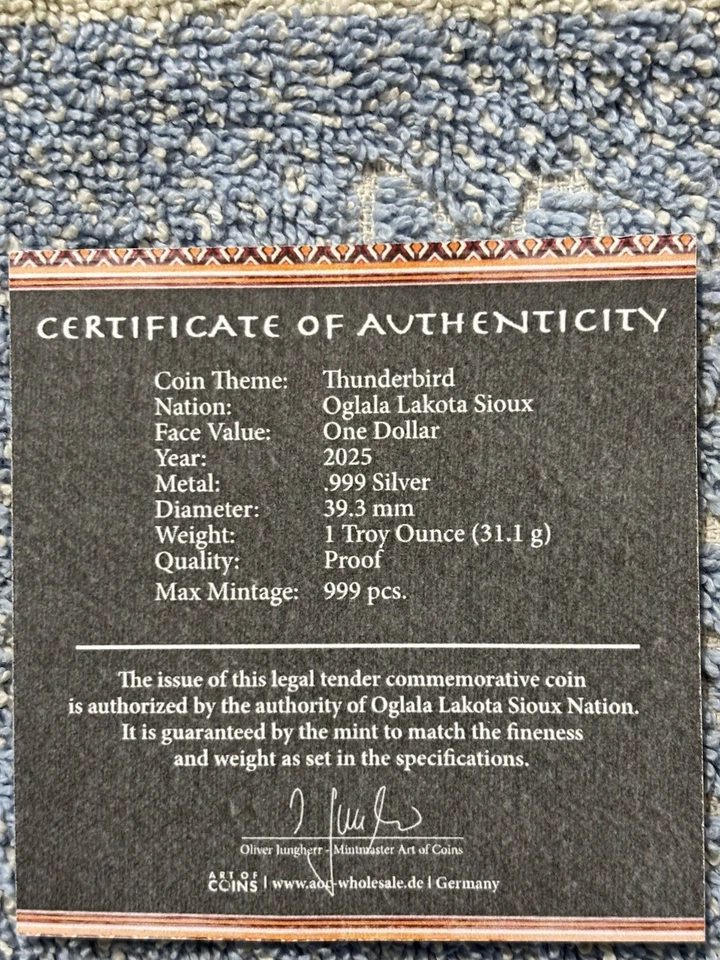 CERTIFICATE OF AUTHENTICITY
Coin Theme: Thunderbird
Nation: Oglala Lakota Sioux
Face Value: One Dollar
Year: 2025
Metal: .999 Silver
Diameter: 39.3 mm
Weight: 1 Troy Ounce (31.1 g)
Quality: Proof
Max Mintage: 999 pcs.
The issue of this legal tender commemorative coin
is authorized by the authority of Oglala Lakota Sioux Nation.
It is guaranteed by the mint to match the fineness
and weight as set in the specifications.
Oliver Jungherr - Mintmaster Art of Coins
ART OF COINS | www.aoc-wholesale.de | Germany